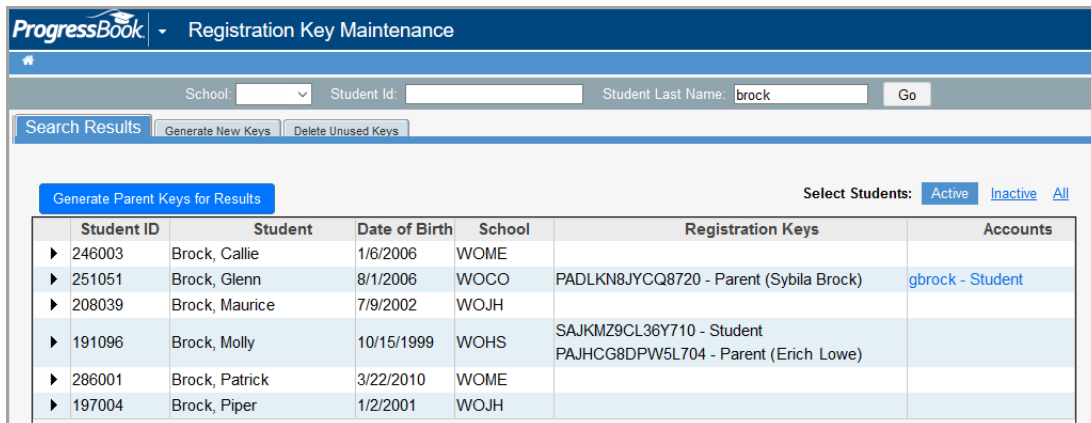 ProgressBook Registration Key Maintenance
School: Student Id: Student Last Name: brock Go
Search Results Generate New Keys Delete Unused Keys
Generate Parent Keys for Results Select Students: Active Inactive All
Student ID Student Date of Birth School Registration Keys Accounts
246003 Brock, Callie 1/6/2006 WOME
251051 Brock, Glenn 8/1/2006 WOCO PADLKN8JYCQ8720 - Parent (Sybila Brock) gbrock - Student
208039 Brock, Maurice 7/9/2002 WOJH
191096 Brock, Molly 10/15/1999 WOHS SAJKMZ9CL36Y710 - Student
PAJHCG8DPW5L704 - Parent (Erich Lowe)
286001 Brock, Patrick 3/22/2010 WOME
197004 Brock, Piper 1/2/2001 WOJH